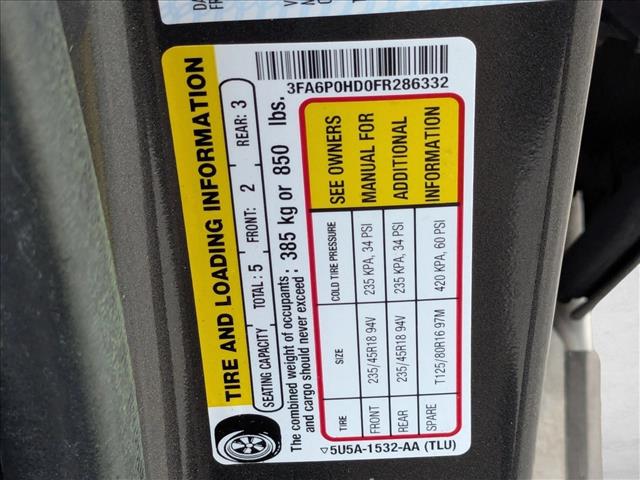 3FA6P0HD0FR286332
TIRE AND LOADING INFORMATION
SEATING CAPACITY TOTAL : 5 FRONT: 2 REAR: 3
The combined weight of occupants : 385 kg or 850 lbs.
and cargo should never exceed :
TIRE SIZE COLD TIRE PRESSURE SEE OWNERS
FRONT 235/45R18 94V 235 KPA, 34 PSI MANUAL FOR
REAR 235/45R18 94V 235 KPA, 34 PSI ADDITIONAL
SPARE T125/80R16 97M 420 KPA, 60 PSI INFORMATION
▽5U5A-1532-AA (TLU)